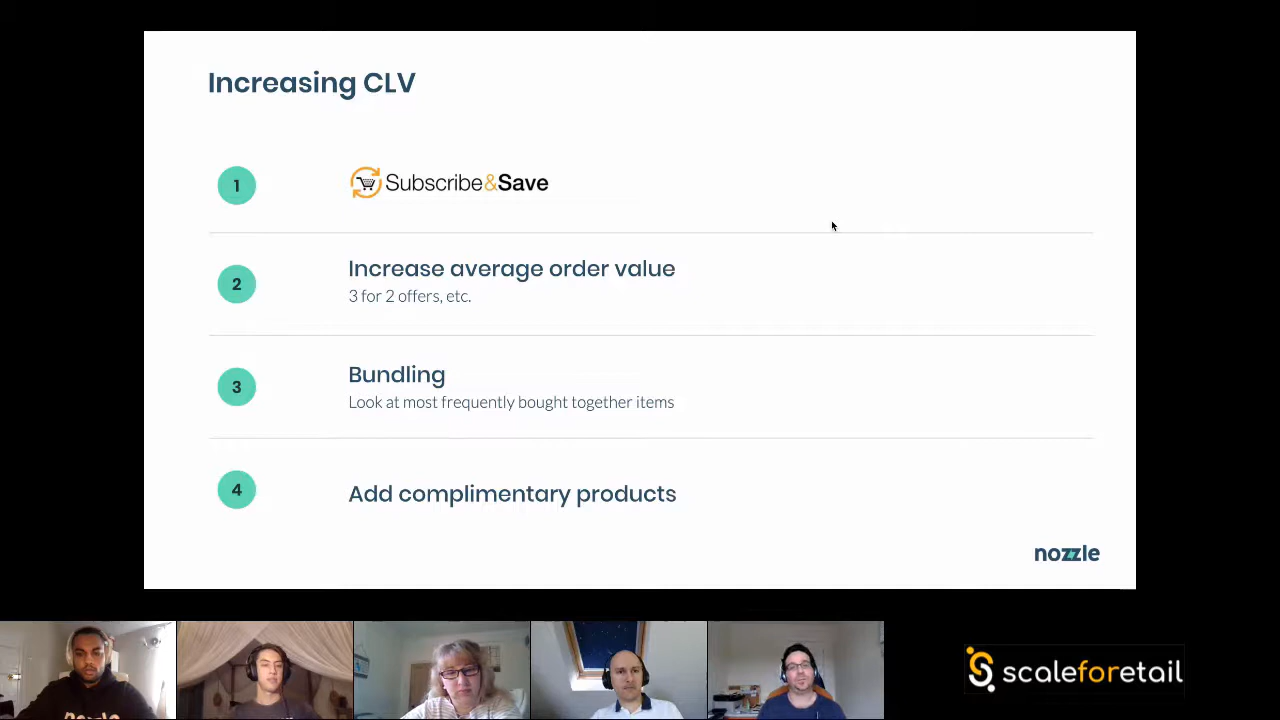 Increasing CLV
1
Subscribe&Save
2
Increase average order value
3 for 2 offers, etc.
3
Bundling
Look at most frequently bought together items
4
Add complimentary products
nozzle
scaleforetail